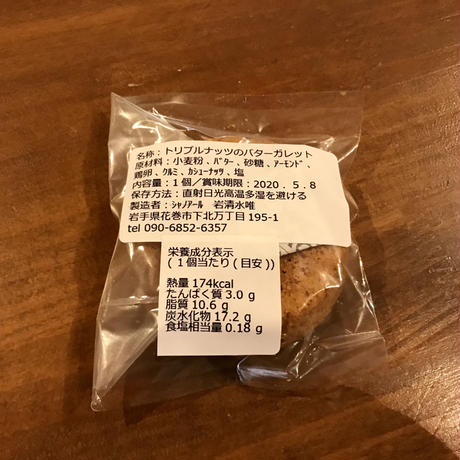 名称：トリプルナッツのバターガレット
原材料：小麦粉、ﾊﾞﾀｰ、砂糖、ｱｰﾓﾝﾄﾞ、
鶏卵、ｸﾙﾐ、ｶｼｭｰﾅｯﾂ、塩
内容量：１個／賞味期限：2020．５.８
保存方法：直射日光高温多湿を避ける
製造者：ｼｬﾉｱｰﾙ　岩清水唯
岩手県花巻市下北万丁目 195-1
tel 090-6852-6357
栄養成分表示
(１個当たり(目安))
熱量 174kcal
たんぱく質 3.0 g
脂質 10.6 g
炭水化物 17.2 g
食塩相当量 0.18 g